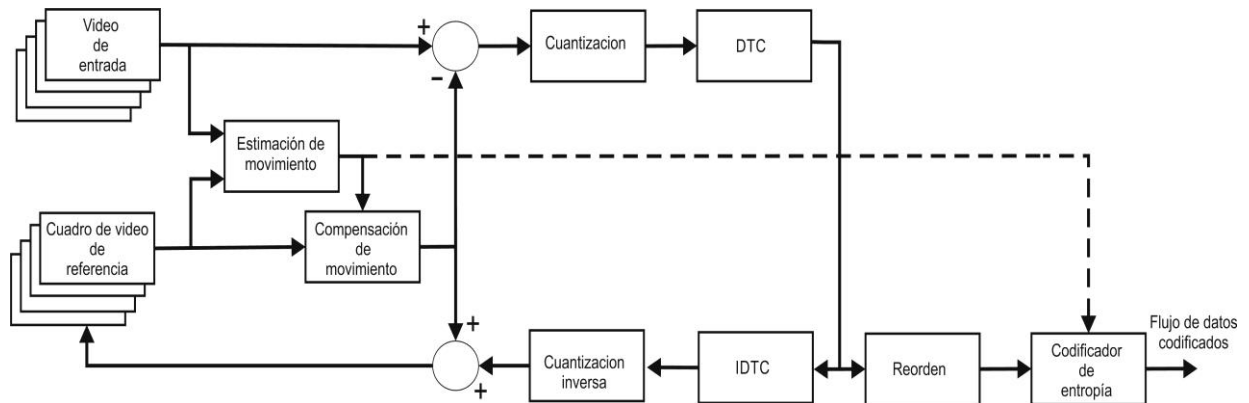 Video
de
entrada
+
-
Cuantizacion
DTC
Estimación de
movimiento
Cuadro de video
de
referencia
Compensación
de
movimiento
+
+
Cuantizacion
inversa
IDTC
Reorden
Codificador
de
entropía
Flujo de datos
codificados